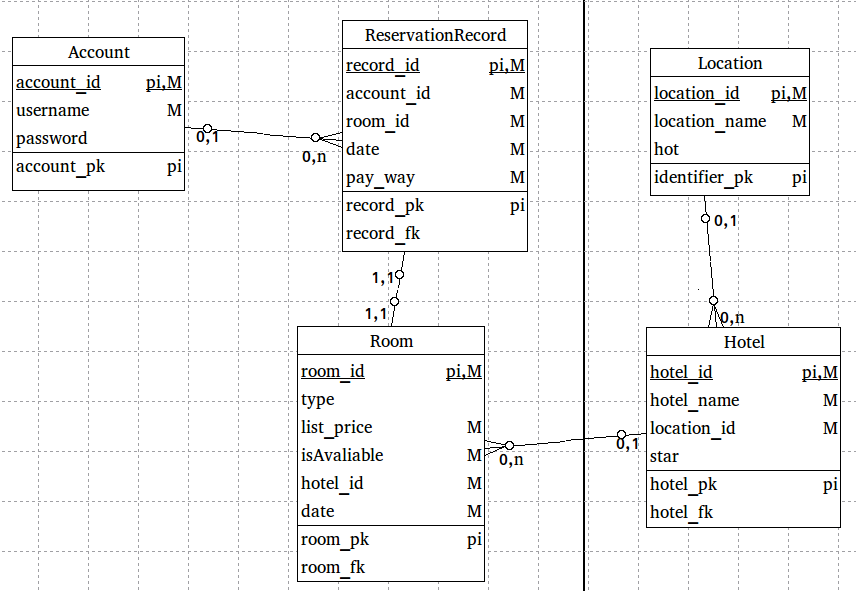 Account
account_id pi,M
username M
password
account_pk pi
0,1
0,n
ReservationRecord
record_id pi,M
account_id M
room_id M
date M
pay_way M
record_pk pi
record_fk
1,1
1,1
Room
room_id pi,M
type
list_price M
isAvaliable M
hotel_id M
date M
room_pk pi
room_fk
0,n
0,1
Location
location_id pi,M
location_name M
hot
identifier_pk pi
0,1
0,n
Hotel
hotel_id pi,M
hotel_name M
location_id M
star
hotel_pk pi
hotel_fk